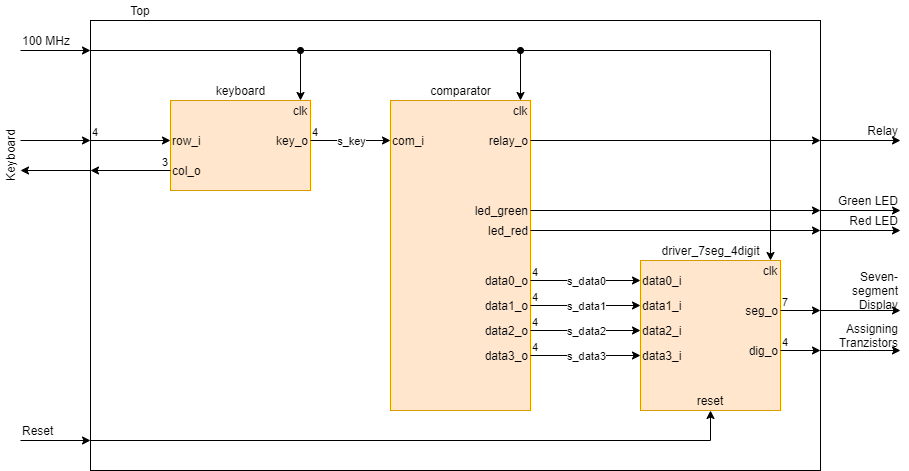 Top
100 MHz
keyboard
comparator
clk
clk
Keyboard
4
row_i
key_o
4
s_key
com_i
relay_o
Relay
3
col_o
led_green
Green LED
led_red
Red LED
driver_7seg_4digit
clk
data0_o
4
s_data0
data0_i
data1_o
4
s_data1
data1_i
data2_o
4
s_data2
data2_i
data3_o
4
s_data3
data3_i
seg_o
7
Seven-
segment
Display
dig_o
4
Assigning
Tranzistors
reset
Reset